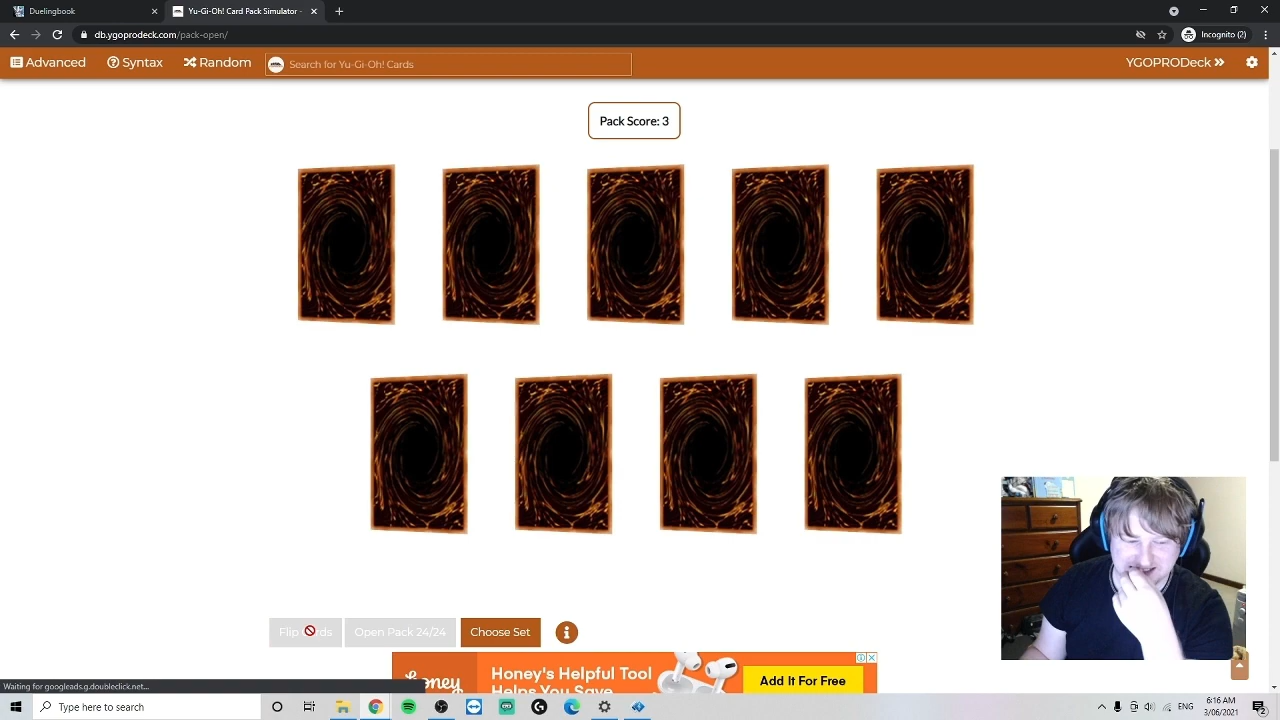 Duelingbook
Yu-Gi-Oh! Card Pack Simulator -
db.ygoprodeck.com/pack-open/
Incognito (2)
Advanced
Syntax
Random
Search for Yu-Gi-Oh! Cards
YGOPRODeck
Pack Score: 3
Open Pack 24/24
Choose Set
Honey's Helpful Tool
Add It For Free
Waiting for googleads.g.doubleclick.net...
Type here to search
ENG
6:16 AM
3/06/2021
2